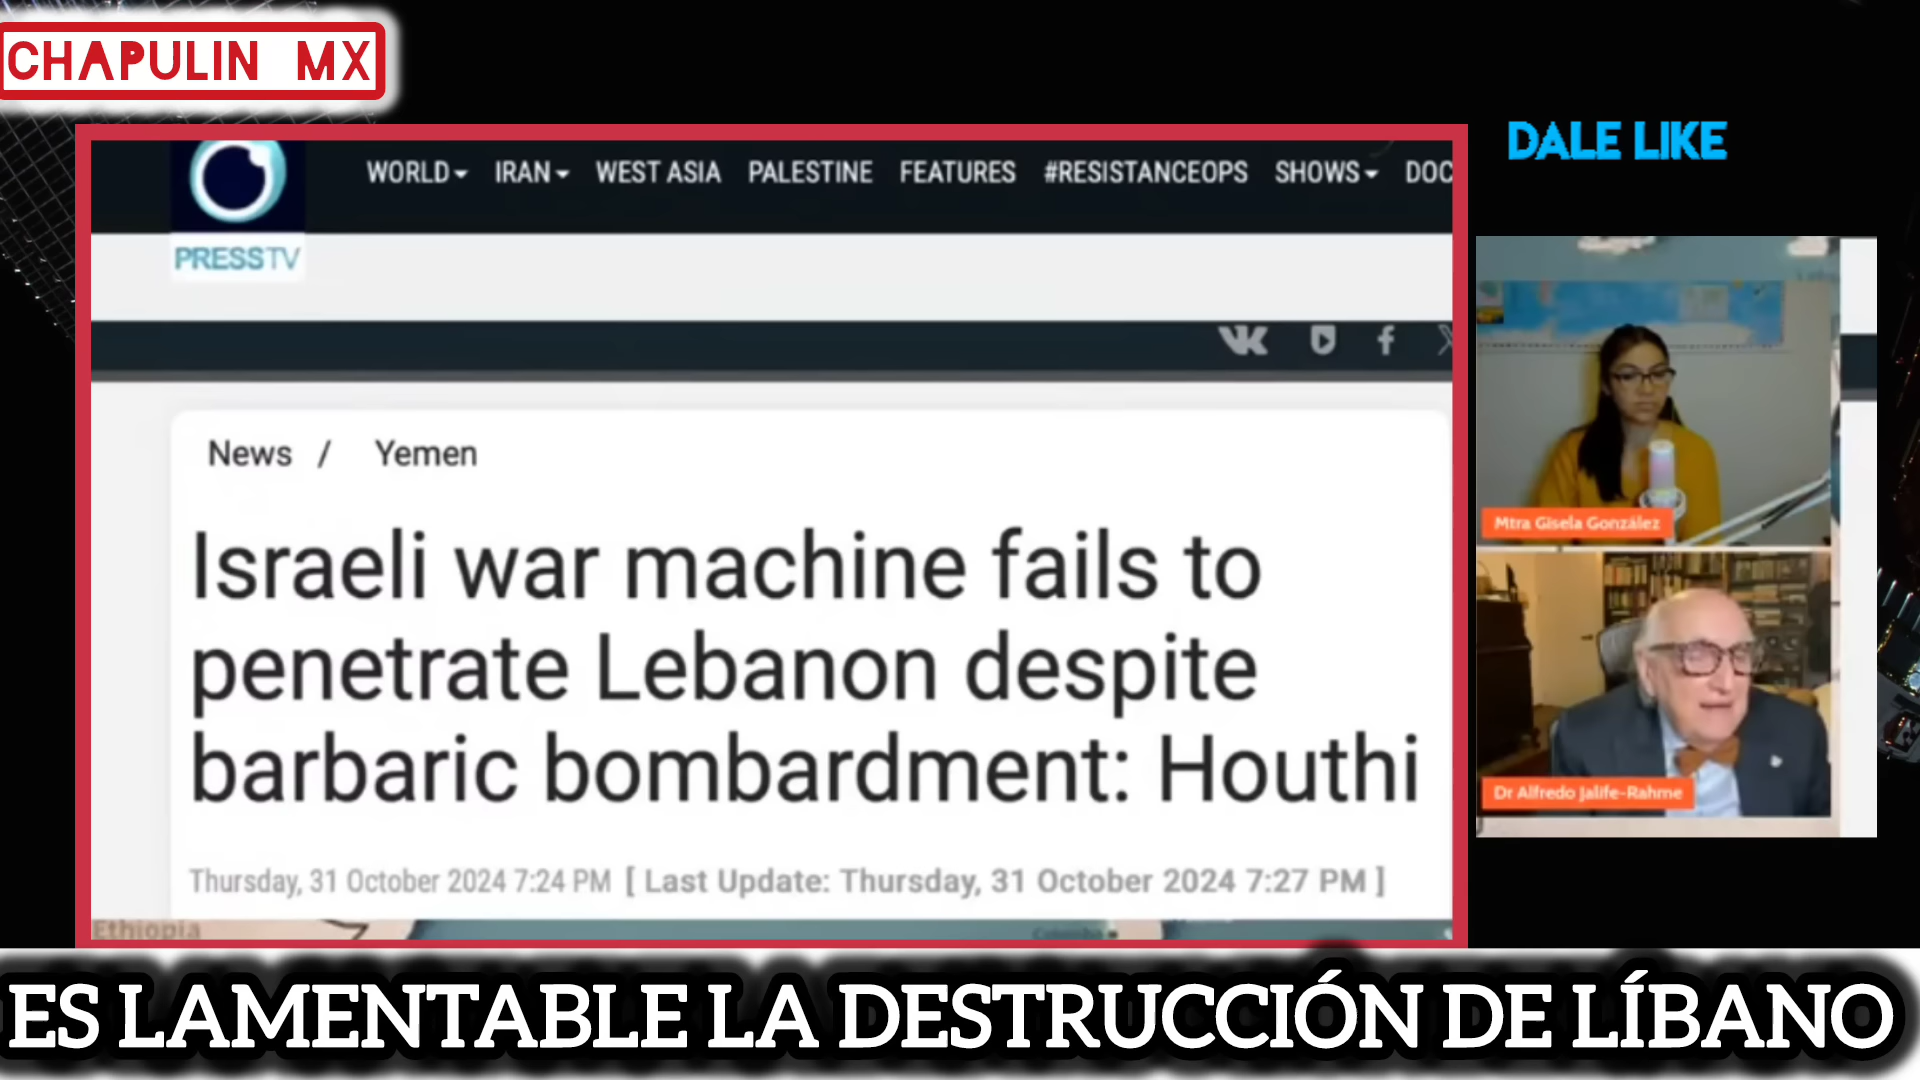 CHAPULIN MX
DALE LIKE
WORLD IRAN WEST ASIA PALESTINE FEATURES #RESISTANCEOPS SHOWS DOC
PRESSTV
News / Yemen
Israeli war machine fails to
penetrate Lebanon despite
barbaric bombardment: Houthi
Thursday, 31 October 2024 7:24 PM [ Last Update: Thursday, 31 October 2024 7:27 PM ]
Ethiopia
Mtra Gisela González
Dr Alfredo Jalife-Rahme
ES LAMENTABLE LA DESTRUCCIÓN DE LÍBANO